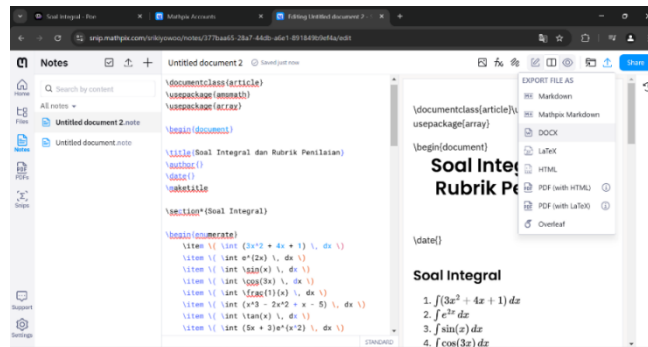 Soal Integral - Pon
Mathpix Accounts
Editing Untitled document 2 - S
snip.mathpix.com/srikiyowoo/notes/377baa65-28a7-44db-a6e1-891849b9ef4a/edit
Notes
Untitled document 2
Saved just now
Share
Home
Files
Notes
PDFs
Snips
Support
Settings
Search by content
All notes
Untitled document 2.note
Untitled document.note
\documentclass{article}
\usepackage{amsmath}
\usepackage{array}
\begin{document}
\title{Soal Integral dan Rubrik Penilaian}
\author{}
\date{}
\maketitle
\section*{Soal Integral}
\begin{enumerate}
\item \( \int (3x^2 + 4x + 1) \, dx \)
\item \( \int e^{2x} \, dx \)
\item \( \int \sin(x) \, dx \)
\item \( \int \cos(3x) \, dx \)
\item \( \int \frac{1}{x} \, dx \)
\item \( \int (x^3 - 2x^2 + x - 5) \, dx \)
\item \( \int \tan(x) \, dx \)
\item \( \int (5x + 3)e^{x^2} \, dx \)
STANDARD
\documentclass{article}\u
usepackage{array}
\begin{document}
Soal Integ
Rubrik Pe
\date{}
Soal Integral
1. ∫(3x² + 4x + 1) dx
2. ∫ e²ˣ dx
3. ∫ sin(x) dx
4. ∫ cos(3x) dx
EXPORT FILE AS
Markdown
Mathpix Markdown
DOCX
LaTeX
HTML
PDF (with HTML)
PDF (with LaTeX)
Overleaf